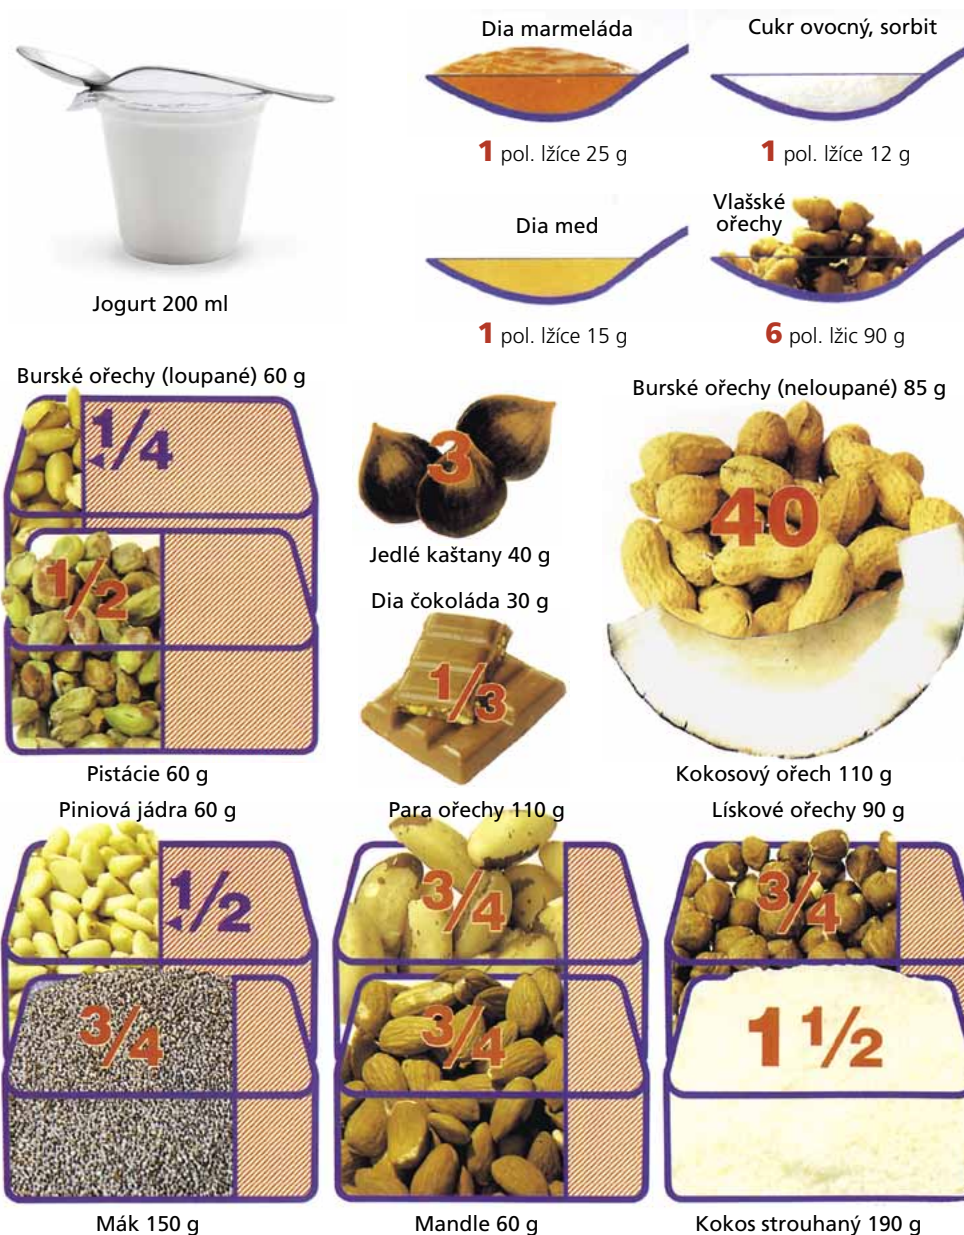 Dia marmeláda
Cukr ovocný, sorbit
1 pol. lžíce 25 g
1 pol. lžíce 12 g
Jogurt 200 ml
Dia med
Vlašské
ořechy
1 pol. lžíce 15 g
6 pol. lžic 90 g
Burské ořechy (loupané) 60 g
1/4
1/2
Pistácie 60 g
3
Jedlé kaštany 40 g
Dia čokoláda 30 g
1/3
Burské ořechy (neloupané) 85 g
40
Kokosový ořech 110 g
Piniová jádra 60 g
1/2
Para ořechy 110 g
3/4
Lískové ořechy 90 g
3/4
3/4
Mák 150 g
3/4
Mandle 60 g
1 1/2
Kokos strouhaný 190 g